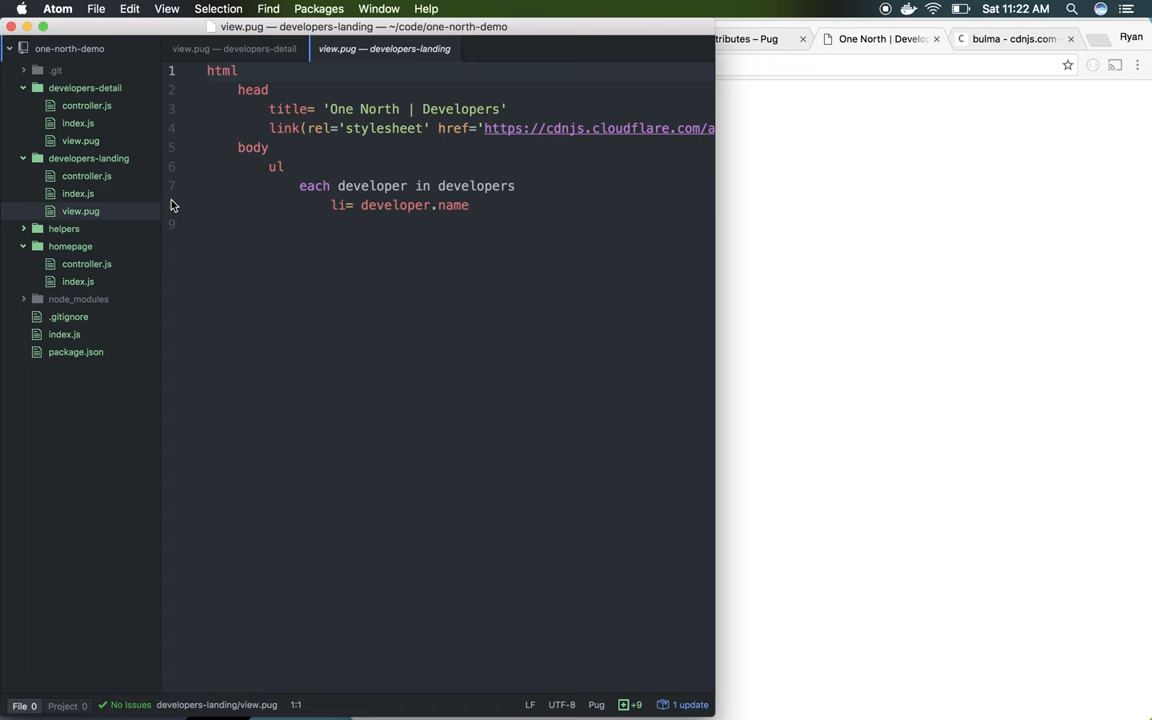 Atom File Edit View Selection Find Packages Window Help Sat 11:22 AM
view.pug — developers-landing — ~/code/one-north-demo
tributes – Pug One North | Develo bulma - cdnjs.com - Ryan
one-north-demo
.git
developers-detail
controller.js
index.js
view.pug
developers-landing
controller.js
index.js
view.pug
helpers
homepage
controller.js
index.js
node_modules
.gitignore
index.js
package.json
view.pug — developers-detail view.pug — developers-landing
1 html
2 head
3 title= 'One North | Developers'
4 link(rel='stylesheet' href='https://cdnjs.cloudflare.com/a
5 body
6 ul
7 each developer in developers
li= developer.name
9
File 0 Project 0 No Issues developers-landing/view.pug 1:1 LF UTF-8 Pug +9 1 update